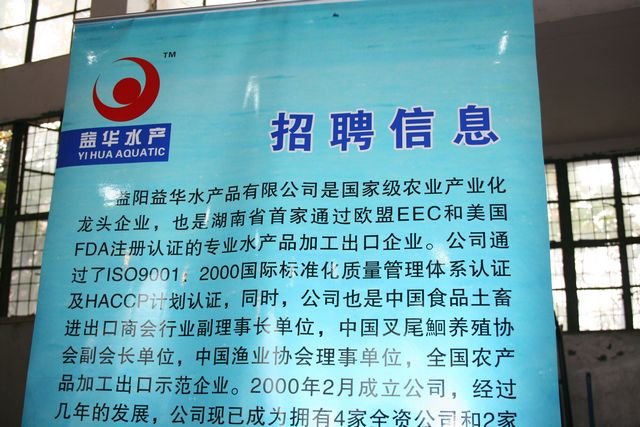 TM
益华水产
YI HUA AQUATIC
招聘信息
益阳益华水产品有限公司是国家级农业产业化
龙头企业，也是湖南省首家通过欧盟EEC和美国
FDA注册认证的专业水产品加工出口企业。公司通
过了ISO9001：2000国际标准化质量管理体系认证
及HACCP计划认证，同时，公司也是中国食品土畜
进出口商会行业副理事长单位，中国叉尾鮰养殖协
会副会长单位，中国渔业协会理事单位，全国农产
品加工出口示范企业。2000年2月成立公司，经过
几年的发展，公司现已成为拥有4家全资公司和2家